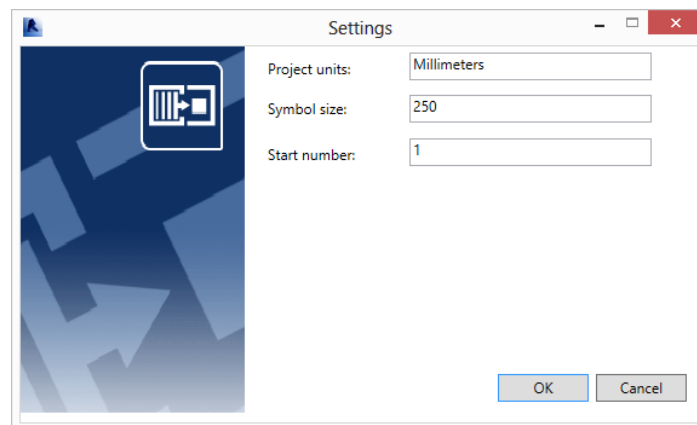 Settings
Project units: Millimeters
Symbol size: 250
Start number: 1
OK Cancel